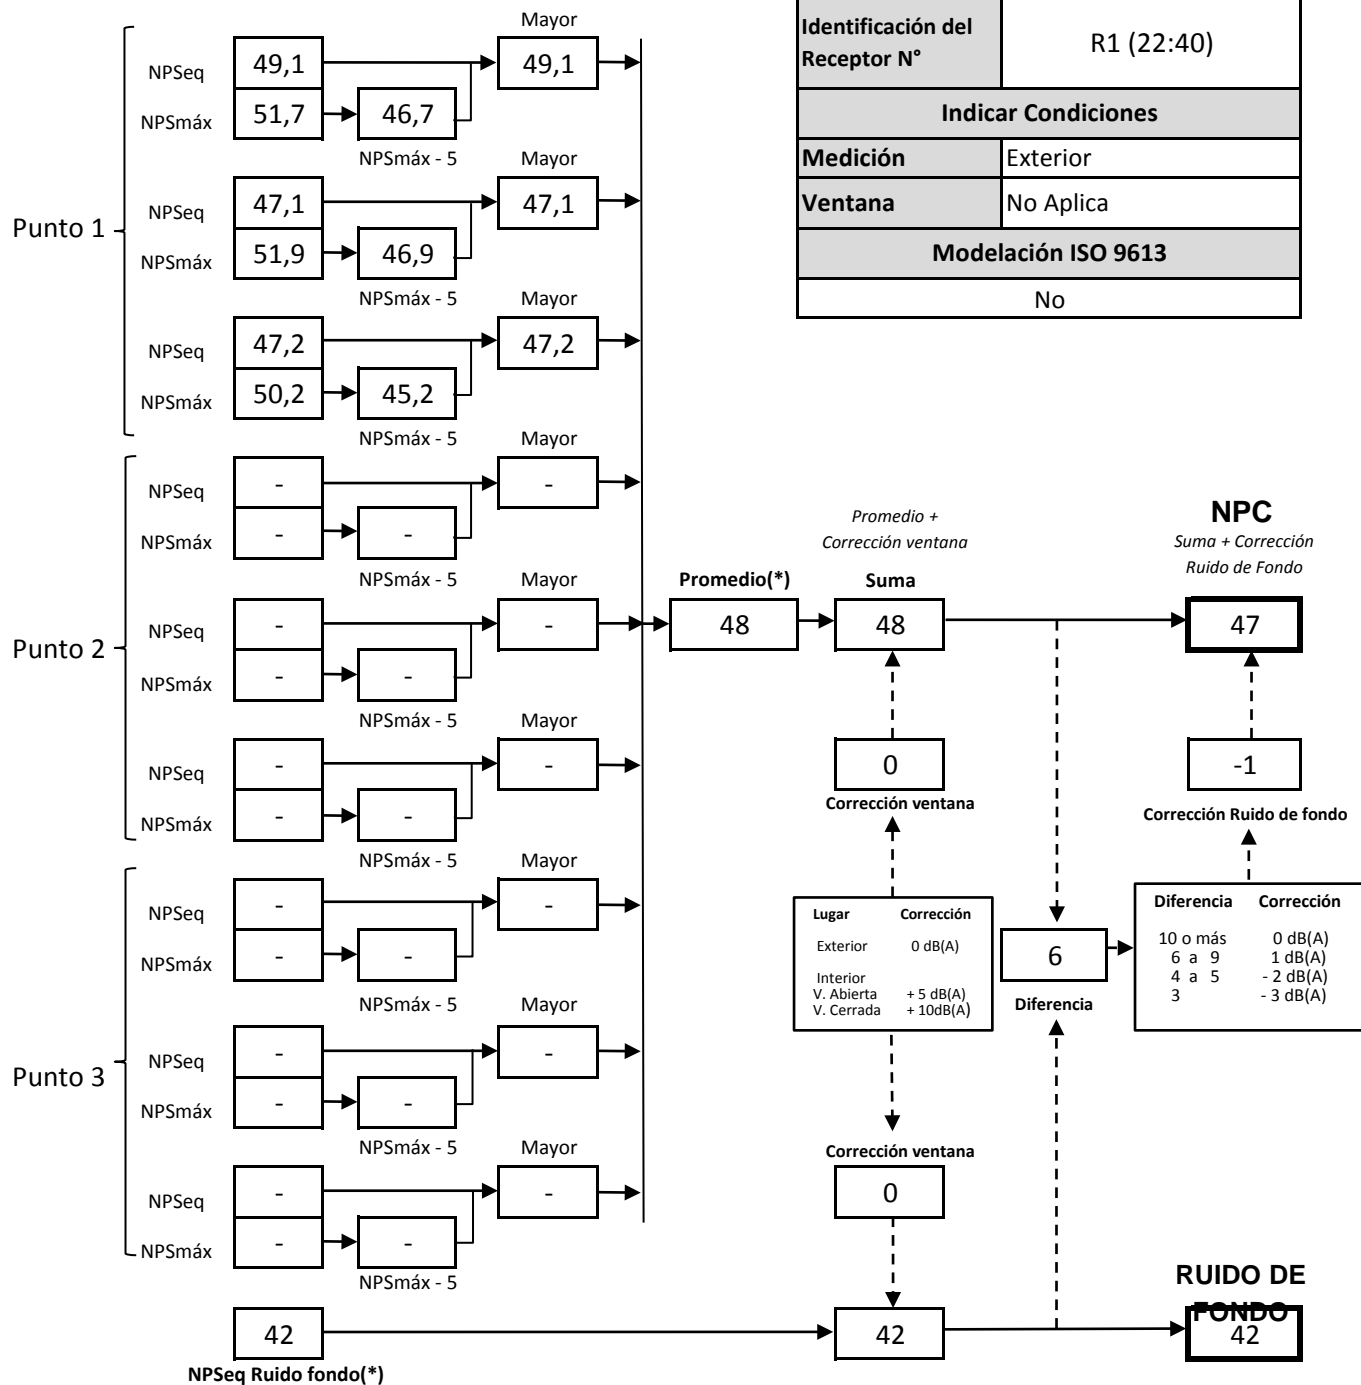 Identificación del
Receptor N°
R1 (22:40)
Indicar Condiciones
Medición
Exterior
Ventana
No Aplica
Modelación ISO 9613
No
Punto 1
Mayor
NPSeq
49,1
49,1
NPSmáx
51,7
46,7
NPSmáx - 5
Mayor
NPSeq
47,1
47,1
NPSmáx
51,9
46,9
NPSmáx - 5
Mayor
NPSeq
47,2
47,2
NPSmáx
50,2
45,2
NPSmáx - 5
Punto 2
Mayor
NPSeq
-
-
NPSmáx
-
-
NPSmáx - 5
Mayor
NPSeq
-
-
NPSmáx
-
-
NPSmáx - 5
Mayor
NPSeq
-
-
NPSmáx
-
-
NPSmáx - 5
Punto 3
Mayor
NPSeq
-
-
NPSmáx
-
-
NPSmáx - 5
Mayor
NPSeq
-
-
NPSmáx
-
-
NPSmáx - 5
Mayor
NPSeq
-
-
NPSmáx
-
-
NPSmáx - 5
Promedio(*)
48
Promedio +
Corrección ventana
Suma
48
0
Corrección ventana
NPC
Suma + Corrección
Ruido de Fondo
47
-1
Corrección Ruido de fondo
Lugar Corrección
Exterior 0 dB(A)
Interior
V. Abierta + 5 dB(A)
V. Cerrada + 10dB(A)
6
Diferencia
Diferencia Corrección
10 o más 0 dB(A)
6 a 9 1 dB(A)
4 a 5 - 2 dB(A)
3 - 3 dB(A)
Corrección ventana
0
42
NPSeq Ruido fondo(*)
42
RUIDO DE
FONDO
42